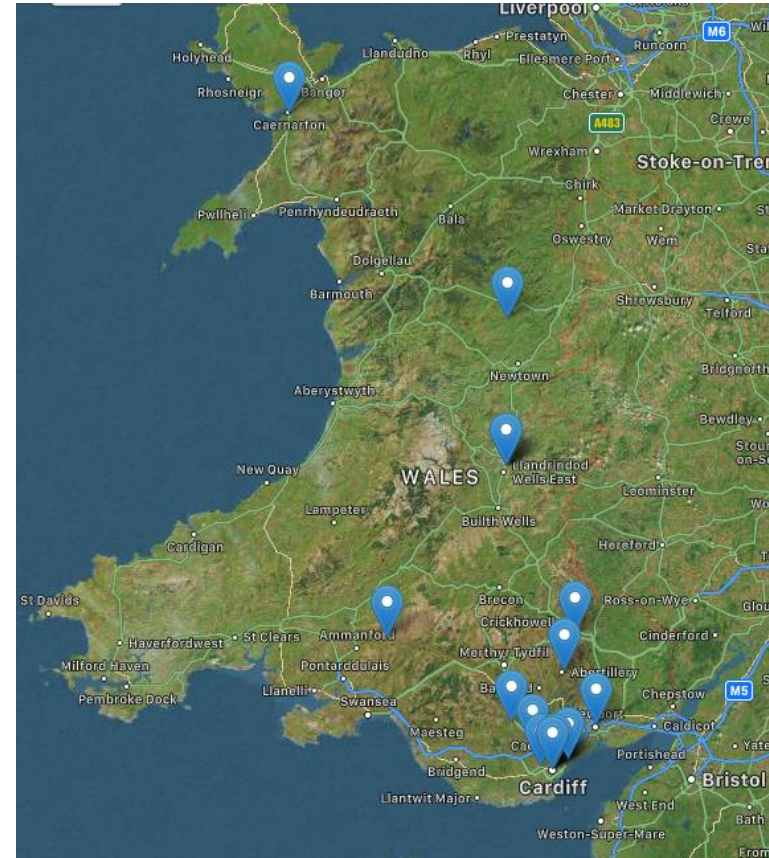 Liverpool
Prestatyn
M6
Holyhead
Llandudno
Rhyl
Runcorn
Ellesmere Port
Rhosneigr
Bangor
Chester
Middlewich
Caernarfon
A483
Crewe
Wrexham
Stoke-on-Tren
Chirk
Pwllheli
Penrhyndeudraeth
Bala
Market Drayton
Oswestry
Wem
Dolgellau
Barmouth
Shrewsbury
Telford
Newtown
Bridgnorth
Aberystwyth
Bewdley
New Quay
WALES
Llandrindod
Wells East
Leominster
Lampeter
Builth Wells
Cardigan
Hereford
St Davids
Brecon
Ross-on-Wye
Crickhowell
Haverfordwest
St Clears
Ammanford
Cinderford
Milford Haven
Pontarddulais
Merthyr Tydfil
Abertillery
Pembroke Dock
Llanelli
Swansea
Chepstow
M5
Maesteg
Caldicot
Bridgend
Portishead
Cardiff
Bristol
Llantwit Major
West End
Bath
Weston-Super-Mare
From